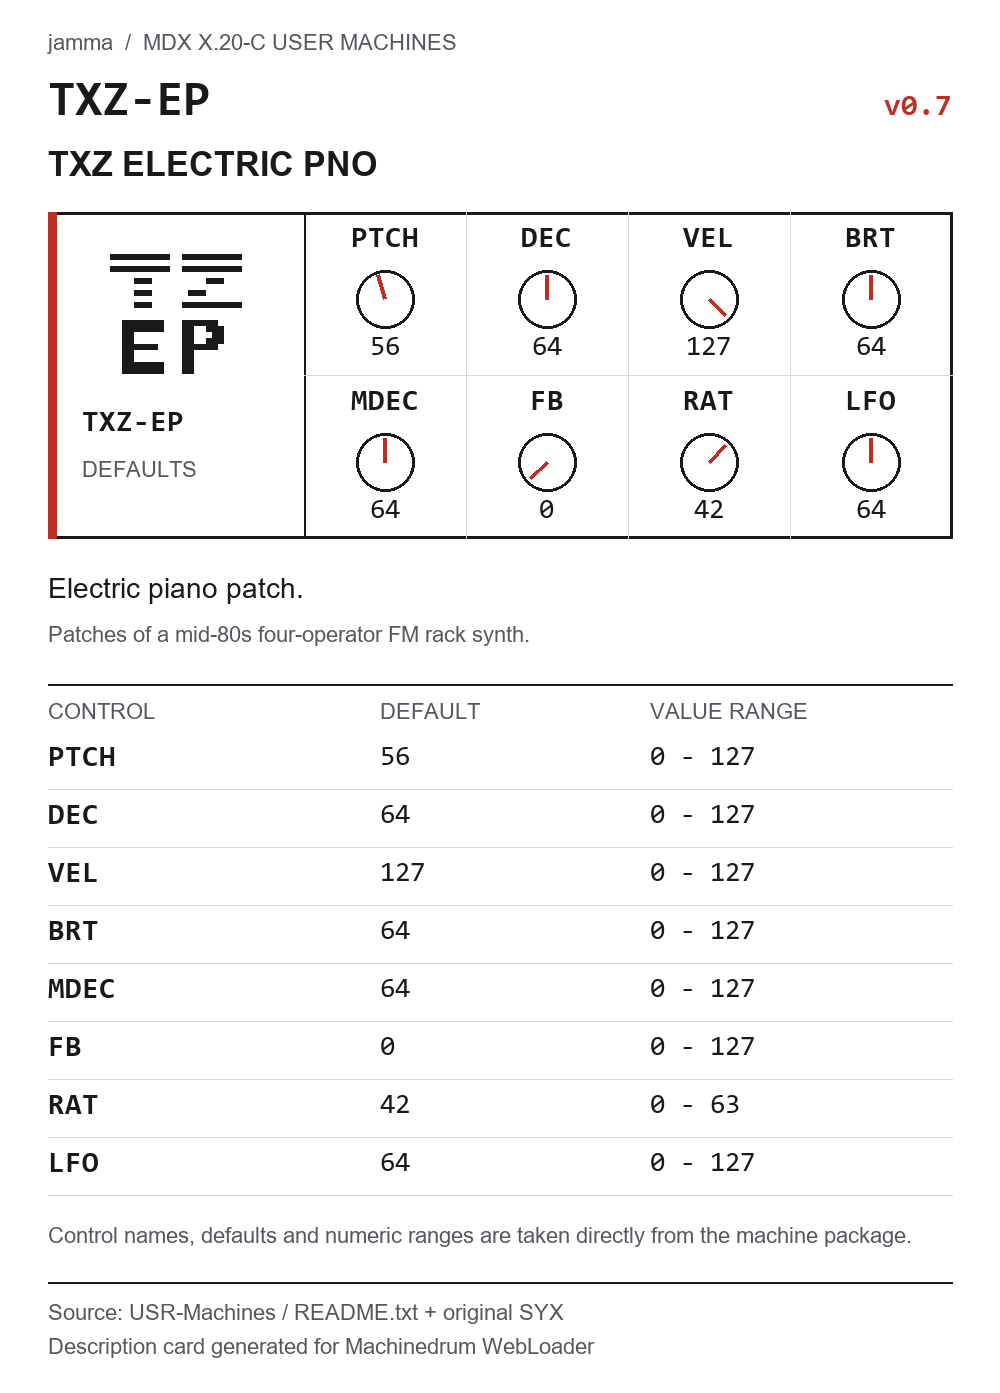 jamma / MDX X.20-C USER MACHINES
TXZ-EP
v0.7
TXZ ELECTRIC PNO
TZ
EP
TXZ-EP
DEFAULTS
PTCH DEC VEL BRT
56 64 127 64
MDEC FB RAT LFO
64 0 42 64
Electric piano patch.
Patches of a mid-80s four-operator FM rack synth.
CONTROL DEFAULT VALUE RANGE
PTCH 56 0 - 127
DEC 64 0 - 127
VEL 127 0 - 127
BRT 64 0 - 127
MDEC 64 0 - 127
FB 0 0 - 127
RAT 42 0 - 63
LFO 64 0 - 127
Control names, defaults and numeric ranges are taken directly from the machine package.
Source: USR-Machines / README.txt + original SYX
Description card generated for Machinedrum WebLoader